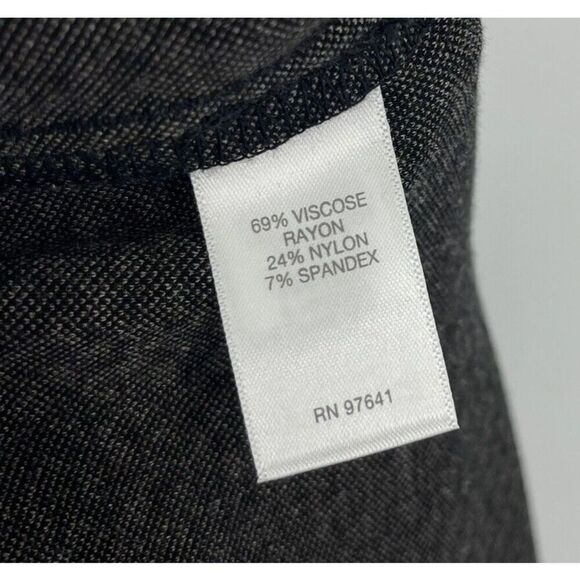 69% VISCOSE
RAYON
24% NYLON
7% SPANDEX
RN 97641